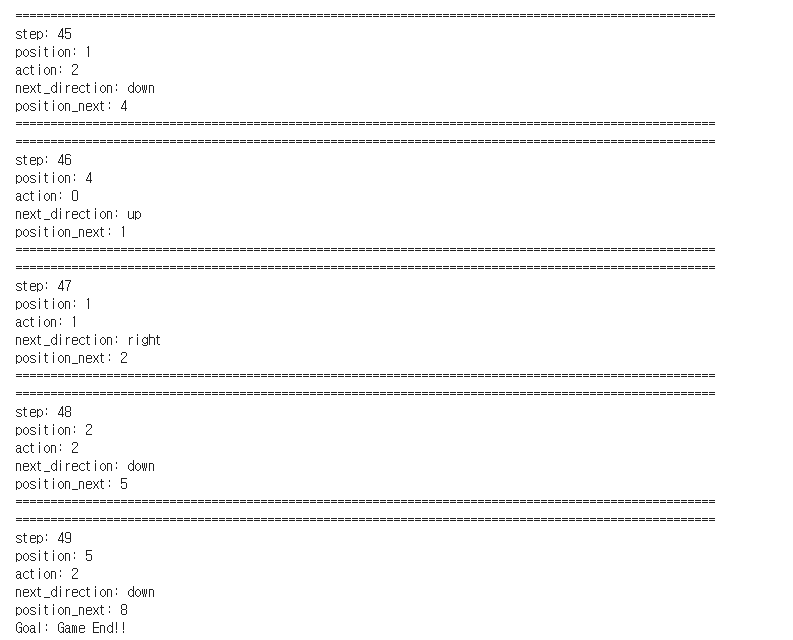 ====================================================================================================
step: 45
position: 1
action: 2
next_direction: down
position_next: 4
====================================================================================================
====================================================================================================
step: 46
position: 4
action: 0
next_direction: up
position_next: 1
====================================================================================================
====================================================================================================
step: 47
position: 1
action: 1
next_direction: right
position_next: 2
====================================================================================================
====================================================================================================
step: 48
position: 2
action: 2
next_direction: down
position_next: 5
====================================================================================================
====================================================================================================
step: 49
position: 5
action: 2
next_direction: down
position_next: 8
Goal: Game End!!